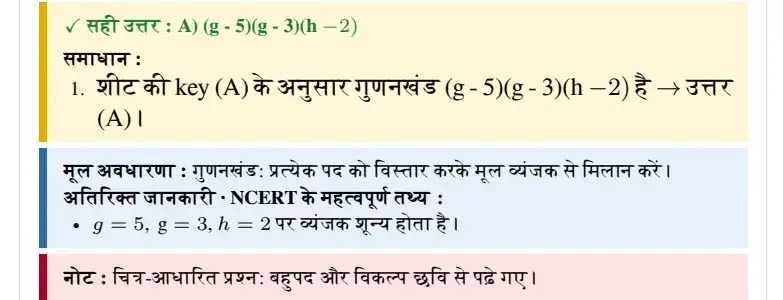 ✓ सही उत्तर : A) (g - 5)(g - 3)(h −2)
समाधान :
1. शीट की key (A) के अनुसार गुणनखंड (g - 5)(g - 3)(h −2) है → उत्तर
(A)।
मूल अवधारणा : गुणनखंड: प्रत्येक पद को विस्तार करके मूल व्यंजक से मिलान करें।
अतिरिक्त जानकारी · NCERT के महत्वपूर्ण तथ्य :
• g = 5, g = 3, h = 2 पर व्यंजक शून्य होता है।
नोट : चित्र-आधारित प्रश्न: बहुपद और विकल्प छवि से पढ़े गए।